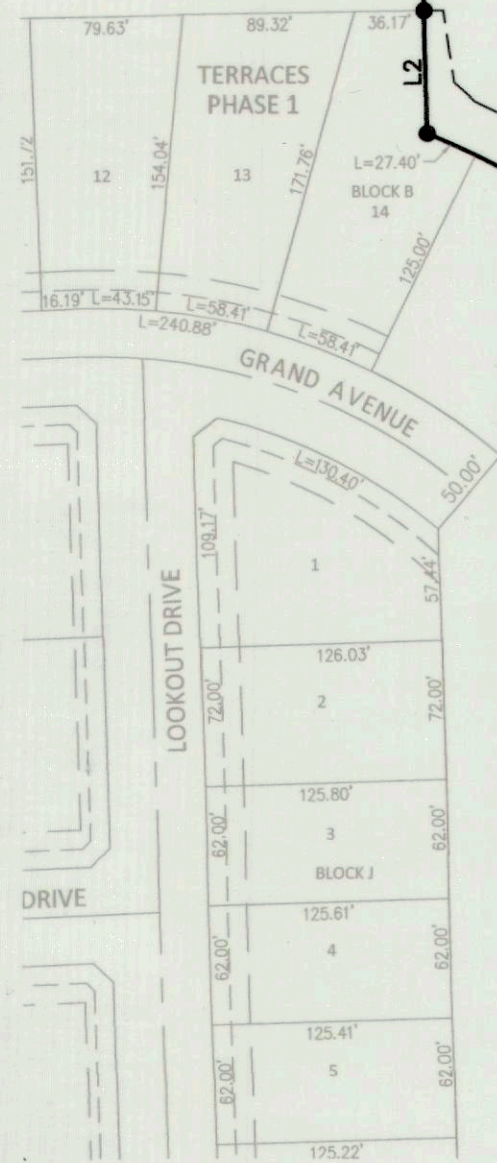 79.63'
89.32'
36.17'
L2
TERRACES
PHASE 1
151.72
12
154.04'
13
171.76'
L=27.40'
BLOCK B
14
125.00'
16.19'
L=43.15'
L=58.41'
L=58.41'
L=240.88'
GRAND AVENUE
50.00'
L=130.40'
109.17'
1
57.44'
LOOKOUT DRIVE
126.03'
72.00'
2
72.00'
125.80'
62.00'
3
62.00'
BLOCK J
DRIVE
125.61'
62.00'
4
62.00'
125.41'
62.00'
5
62.00'
125.22'